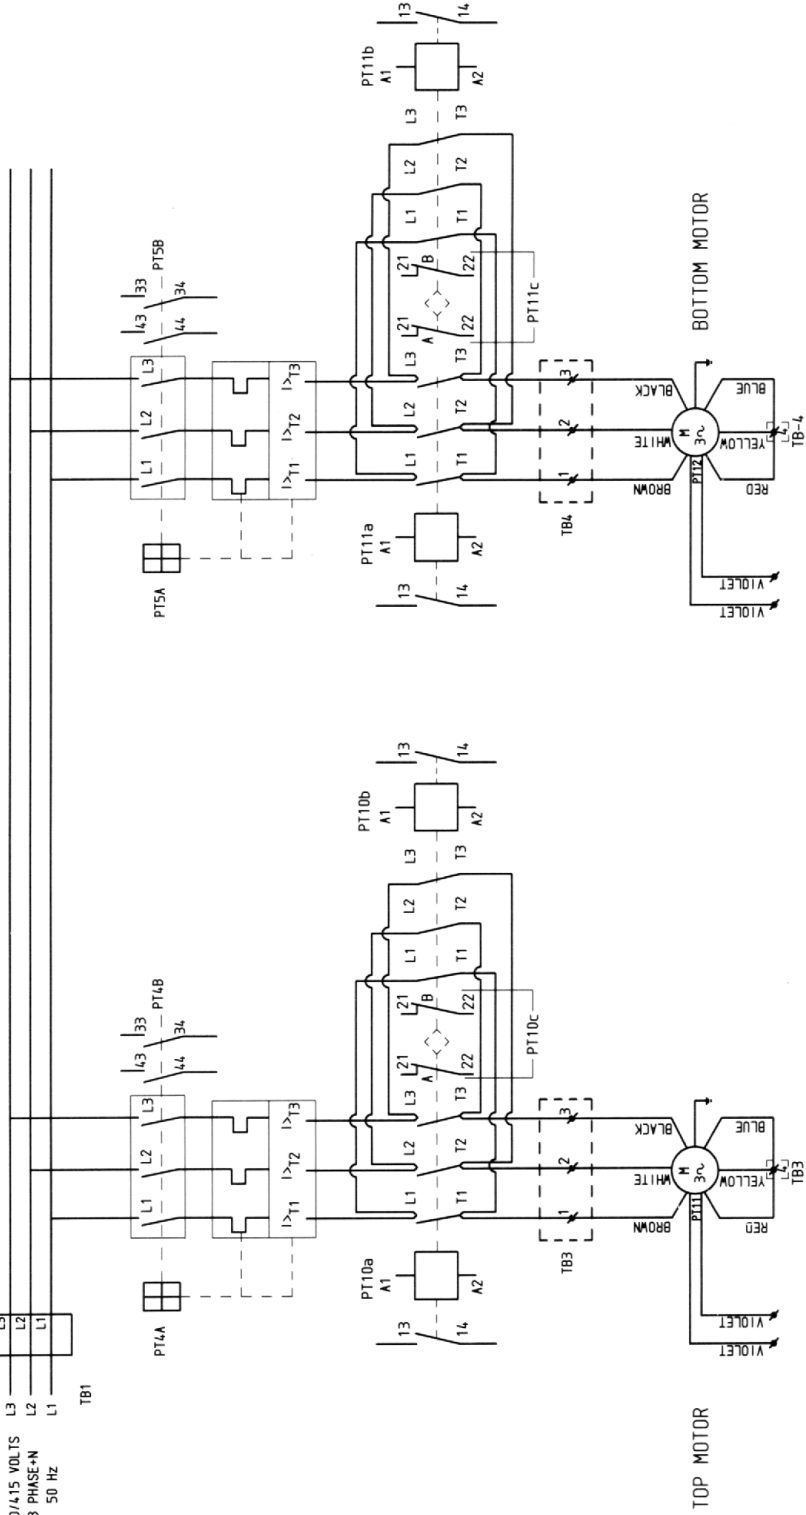 L3
L2
L1
L3
L2
L1
TB1
/415 VOLTS
PHASE+N
50 Hz
PT4A
L1
L2
L3
43
33
44
34
PT4B
I>T1
I>T2
I>T3
PT10a
A1
A2
13
14
L1
L2
L3
T1
T2
T3
21
22
A
21
22
B
PT10c
L1
L2
L3
T1
T2
T3
PT10b
A1
A2
13
14
TB3
1
2
3
BROWN
WHITE
BLACK
PT11
M
3~
RED
YELLOW
BLUE
4
TB3
VIOLET
VIOLET
TOP MOTOR
PT5A
L1
L2
L3
43
33
44
34
PT5B
I>T1
I>T2
I>T3
PT11a
A1
A2
13
14
L1
L2
L3
T1
T2
T3
21
22
A
21
22
B
PT11c
L1
L2
L3
T1
T2
T3
PT11b
A1
A2
13
14
TB4
1
2
3
BROWN
WHITE
BLACK
PT12
M
3~
RED
YELLOW
BLUE
4
TB-4
VIOLET
VIOLET
BOTTOM MOTOR